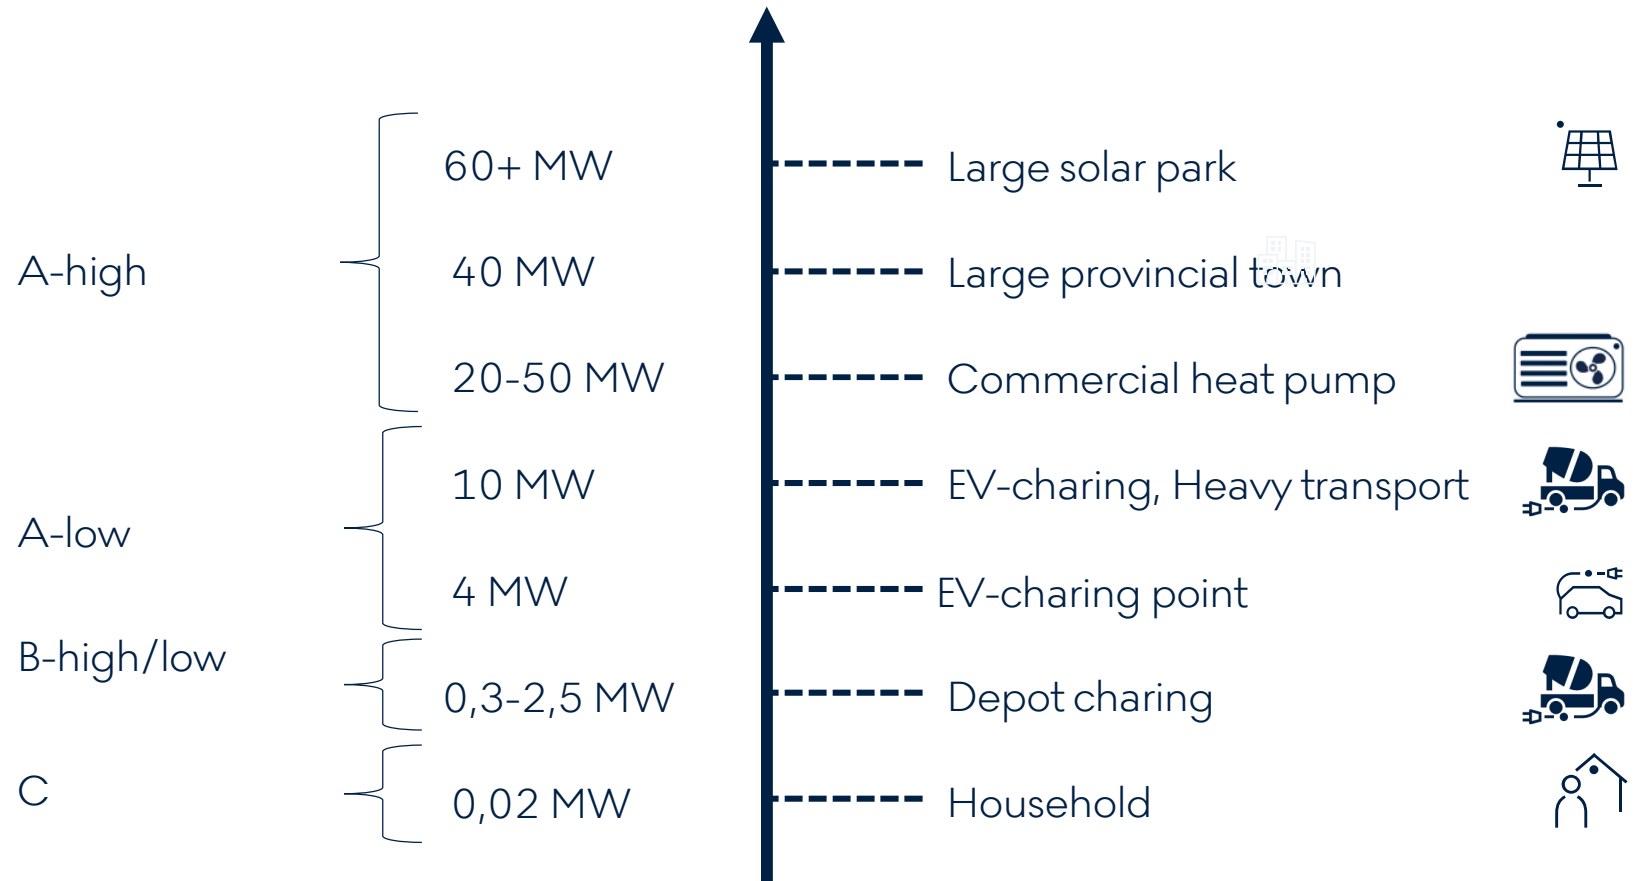 60+ MW
Large solar park
A-high
40 MW
Large provincial town
20-50 MW
Commercial heat pump
10 MW
EV-charing, Heavy transport
A-low
4 MW
EV-charing point
B-high/low
0,3-2,5 MW
Depot charing
C
0,02 MW
Household